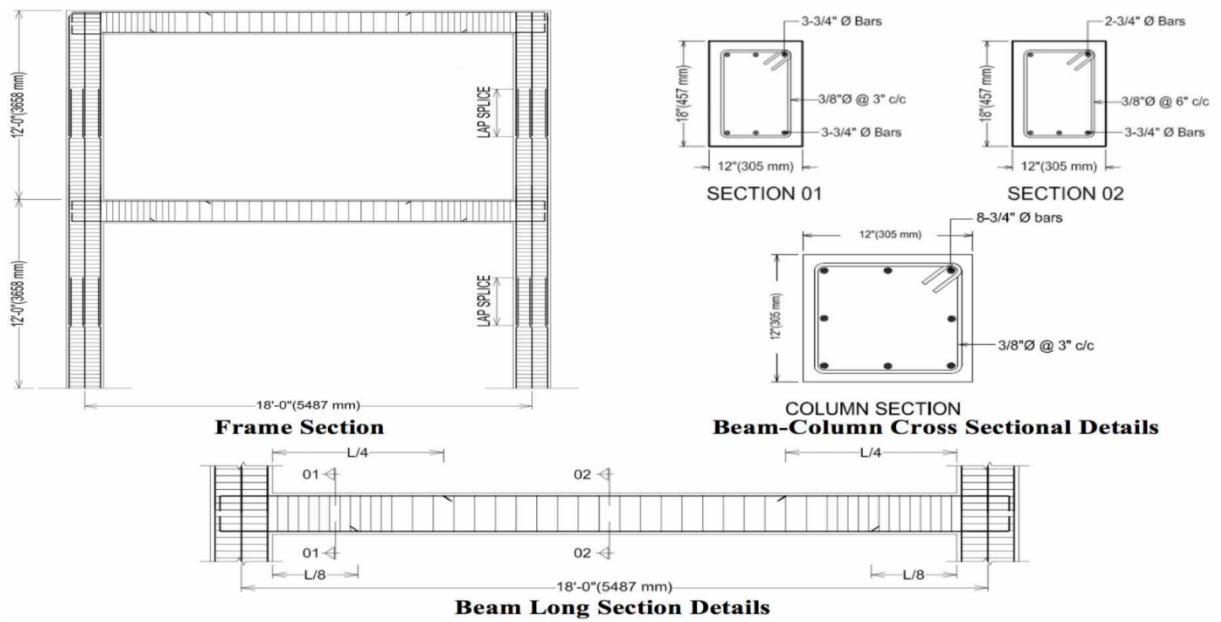 12'-0"(3658 mm)
12'-0"(3658 mm)
LAP SPLICE
LAP SPLICE
18'-0"(5487 mm)
Frame Section
3-3/4" Ø Bars
18"(457 mm)
3/8"Ø @ 3" c/c
3-3/4" Ø Bars
12"(305 mm)
SECTION 01
2-3/4" Ø Bars
18"(457 mm)
3/8"Ø @ 6" c/c
3-3/4" Ø Bars
12"(305 mm)
SECTION 02
8-3/4" Ø bars
12"(305 mm)
12"(305 mm)
3/8"Ø @ 3" c/c
COLUMN SECTION
Beam-Column Cross Sectional Details
L/4
L/4
01
02
01
02
L/8
L/8
18'-0"(5487 mm)
Beam Long Section Details